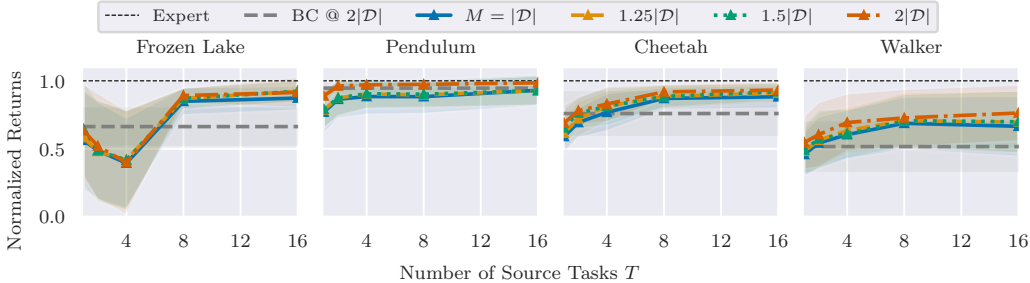 Expert BC @ 2|𝒟| M = |𝒟| 1.25|𝒟| 1.5|𝒟| 2|𝒟|
Frozen Lake Pendulum Cheetah Walker
Normalized Returns
1.0
0.5
0.0
4 8 12 16 4 8 12 16 4 8 12 16 4 8 12 16
Number of Source Tasks T